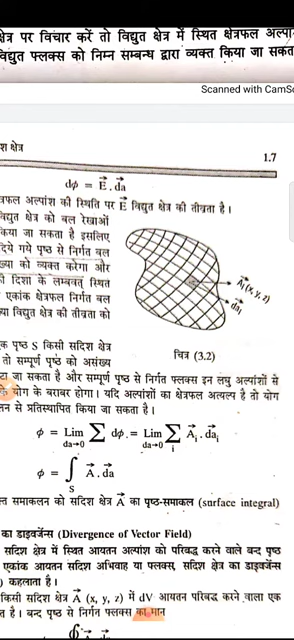 क्षेत्र पर विचार करें तो विद्युत क्षेत्र में स्थित क्षेत्रफल अल्पा
विद्युत फ्लक्स को निम्न सम्बन्ध द्वारा व्यक्त किया जा सकत
Scanned with CamSc
श क्षेत्र
1.7
dφ = E⃗ . da⃗
त्रफल अल्पांश की स्थिति पर E⃗ विद्युत क्षेत्र की तीव्रता है।
विद्युत क्षेत्र को बल रेखाओं
किया जा सकता है इसलिए
दिये गये पृष्ठ से निर्गत बल
ख्या को व्यक्त करेगा और
की दिशा के लम्बवत् स्थित
एकांक क्षेत्रफल निर्गत बल
या विद्युत क्षेत्र की तीव्रता को
A⃗i(x, y, z)
da⃗i
क पृष्ठ S किसी सदिश क्षेत्र
तो सम्पूर्ण पृष्ठ को असंख्य
चित्र (3.2)
टा जा सकता है और सम्पूर्ण पृष्ठ से निर्गत फ्लक्स इन लघु अल्पांशों से
के योग के बराबर होगा। यदि अल्पांशों का क्षेत्रफल अत्यल्प है तो योग
लन से प्रतिस्थापित किया जा सकता है।
φ = Lim da→0 ∑ dφ = Lim da→0 ∑ i A⃗i . da⃗i
φ = ∫ S A⃗ . da⃗
स्त समाकलन को सदिश क्षेत्र A⃗ का पृष्ठ-समाकल (surface integral)
का डाइवर्जेन्स (Divergence of Vector Field)
सदिश क्षेत्र में स्थित आयतन अल्पांश को परिबद्ध करने वाले बन्द पृष्ठ
एकांक आयतन सदिश अभिवाह या फ्लक्स, सदिश क्षेत्र का डाइवर्जेन्स
) कहलाता है।
किसी सदिश क्षेत्र A⃗ (x, y, z) में dV आयतन परिबद्ध करने वाला एक
त है। बन्द पृष्ठ से निर्गत फ्लक्स का मान